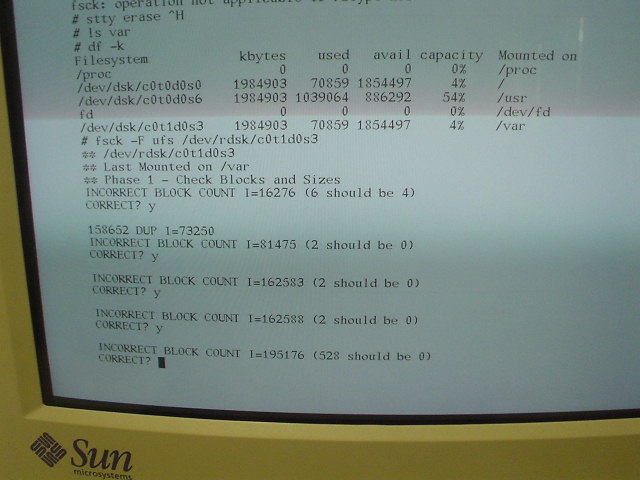 fsck: operation not applicable
# stty erase ^H
# ls var
# df -k
Filesystem kbytes used avail capacity Mounted on
/proc 0 0 0 0% /proc
/dev/dsk/c0t0d0s0 1984903 70859 1854497 4% /
/dev/dsk/c0t0d0s6 1984903 1039064 886292 54% /usr
fd 0 0 0 0% /dev/fd
/dev/dsk/c0t1d0s3 1984903 70859 1854497 4% /var
# fsck -F ufs /dev/rdsk/c0t1d0s3
** /dev/rdsk/c0t1d0s3
** Last Mounted on /var
** Phase 1 - Check Blocks and Sizes
INCORRECT BLOCK COUNT I=16276 (6 should be 4)
CORRECT? y
158652 DUP I=73250
INCORRECT BLOCK COUNT I=81475 (2 should be 0)
CORRECT? y
INCORRECT BLOCK COUNT I=162583 (2 should be 0)
CORRECT? y
INCORRECT BLOCK COUNT I=162588 (2 should be 0)
CORRECT? y
INCORRECT BLOCK COUNT I=195176 (528 should be 0)
CORRECT?
Sun
microsystems